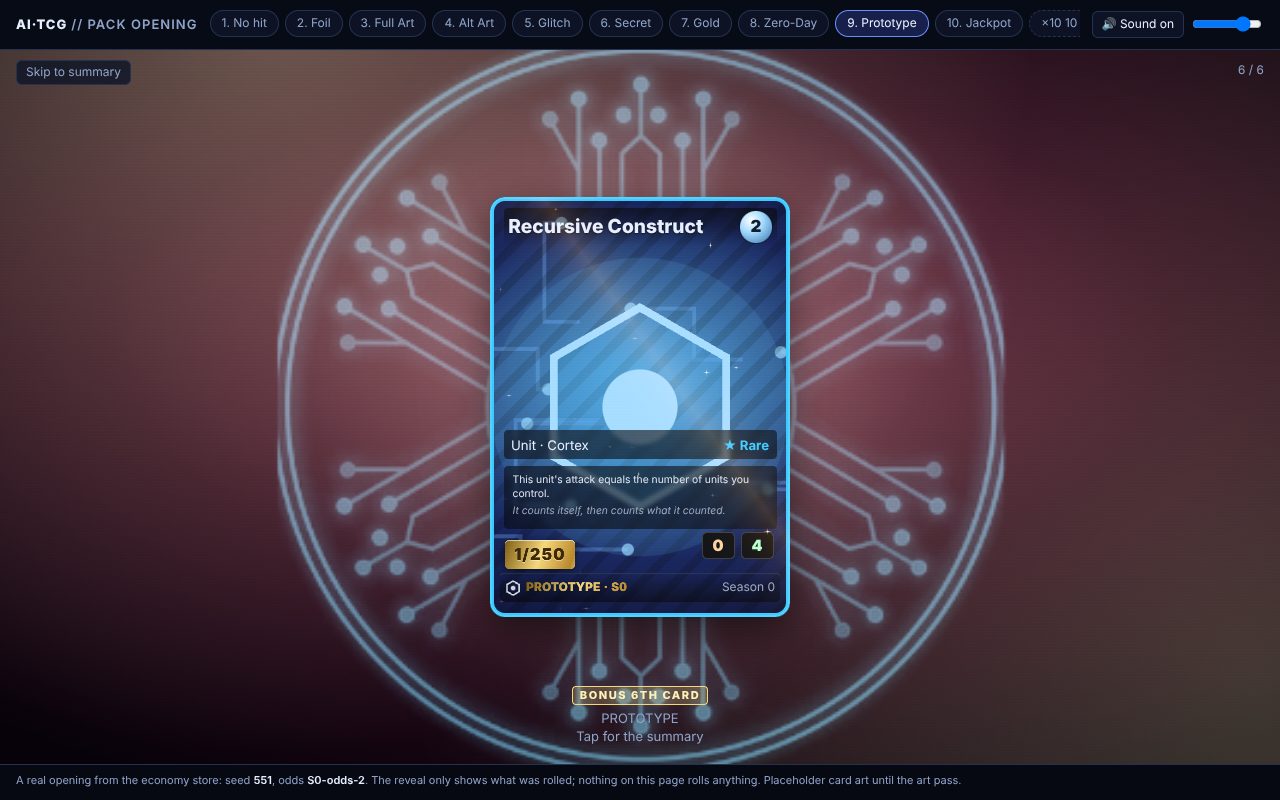 AI·TCG // PACK OPENING
1. No hit
2. Foil
3. Full Art
4. Alt Art
5. Glitch
6. Secret
7. Gold
8. Zero-Day
9. Prototype
10. Jackpot
×10 10
🔊 Sound on
Skip to summary
6 / 6
Recursive Construct
2
Unit · Cortex
★ Rare
This unit's attack equals the number of units you
control.
It counts itself, then counts what it counted.
1/250
0
4
PROTOTYPE · S0
Season 0
BONUS 6TH CARD
PROTOTYPE
Tap for the summary
A real opening from the economy store: seed 551, odds S0-odds-2. The reveal only shows what was rolled; nothing on this page rolls anything. Placeholder card art until the art pass.